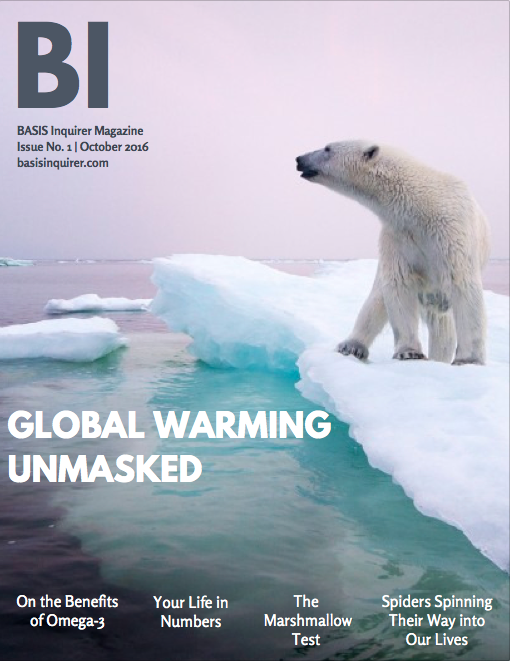 BI
BASIS Inquirer Magazine
Issue No. 1 | October 2016
basisinquirer.com
GLOBAL WARMING
UNMASKED
On the Benefits
of Omega-3
Your Life in
Numbers
The
Marshmallow
Test
Spiders Spinning
Their Way into
Our Lives